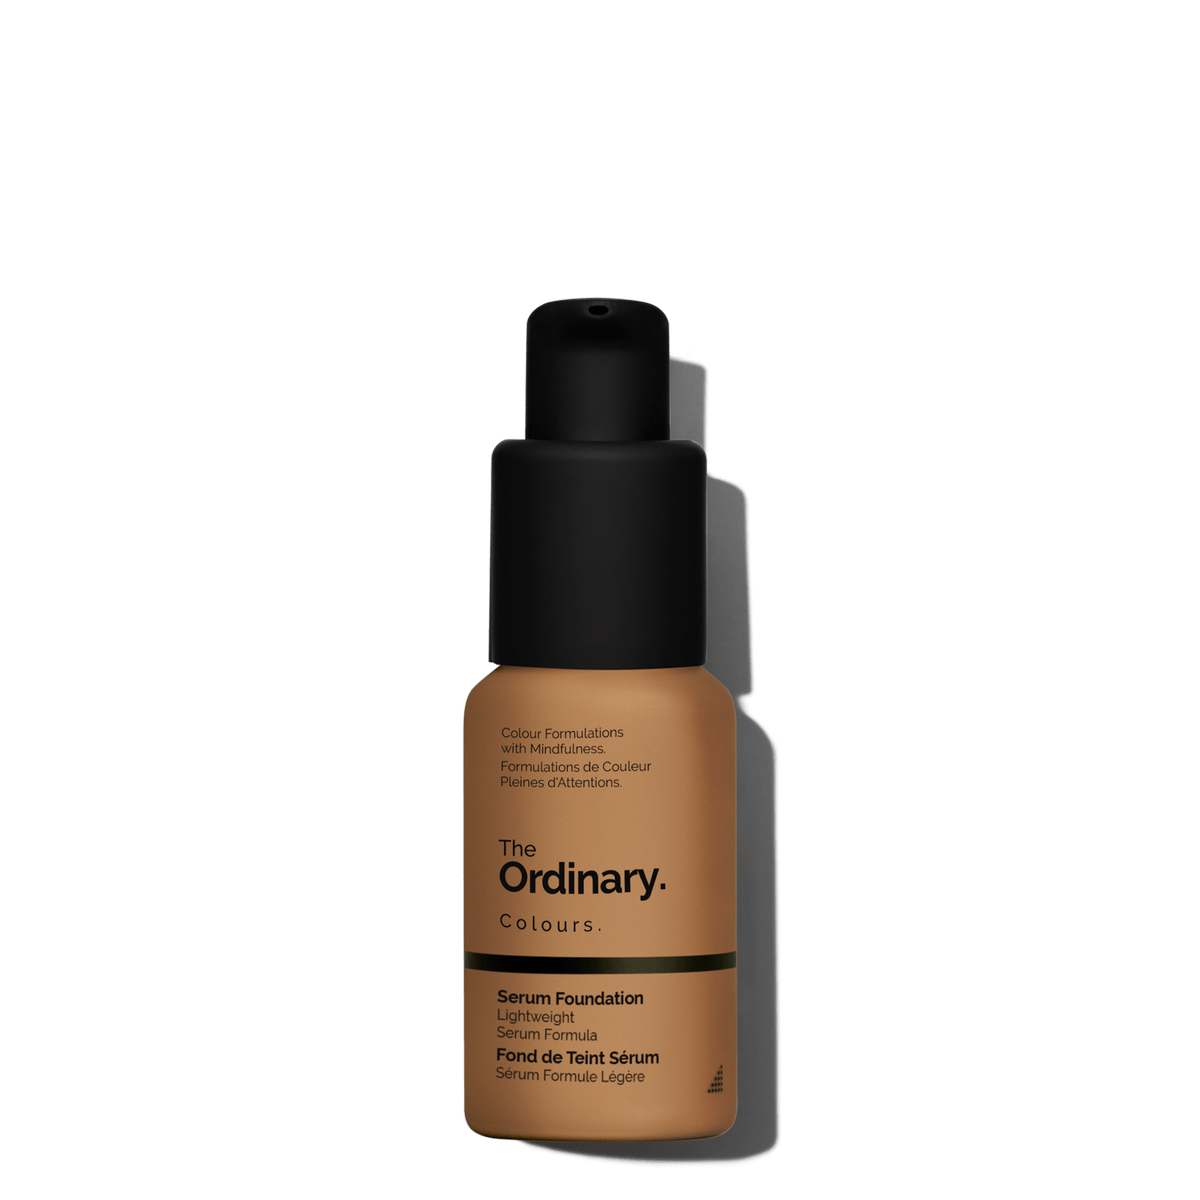 Colour Formulations
with Mindfulness.
Formulations de Couleur
Pleines d'Attentions.
The
Ordinary.
Colours.
Serum Foundation
Lightweight
Serum Formula
Fond de Teint Sérum
Sérum Formule Légère